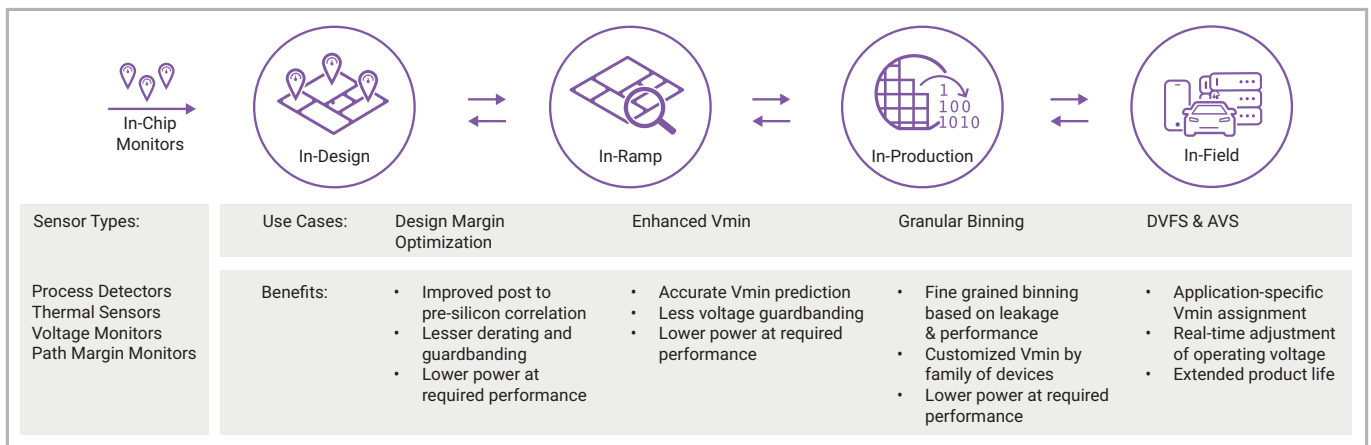 In-Chip
Monitors
In-Design
In-Ramp
1
100
1010
In-Production
In-Field
Sensor Types:
Process Detectors
Thermal Sensors
Voltage Monitors
Path Margin Monitors
Use Cases:
Design Margin
Optimization
Enhanced Vmin
Granular Binning
DVFS & AVS
Benefits:
• Improved post to
pre-silicon correlation
• Lesser derating and
guardbanding
• Lower power at
required performance
• Accurate Vmin prediction
• Less voltage guardbanding
• Lower power at required
performance
• Fine grained binning
based on leakage
& performance
• Customized Vmin by
family of devices
• Lower power at required
performance
• Application-specific
Vmin assignment
• Real-time adjustment
of operating voltage
• Extended product life